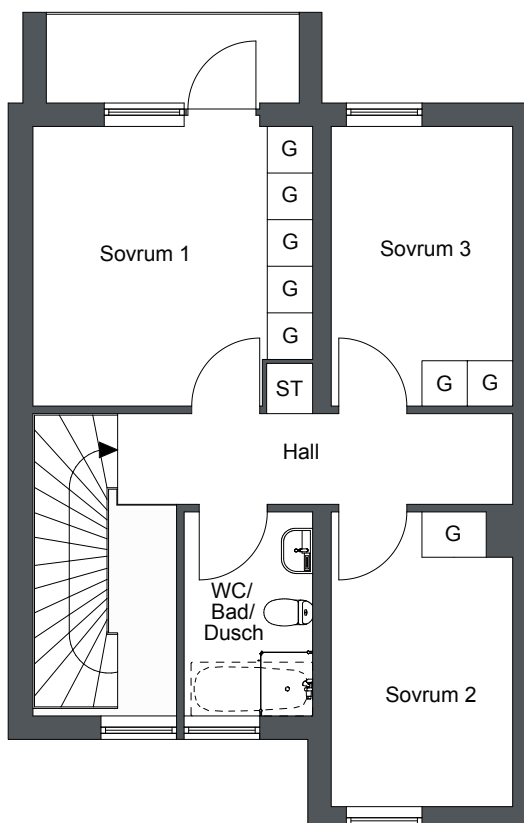 G
G
Sovrum 1
Sovrum 3
G
G
G
G
G
ST
Hall
G
WC/
Bad/
Dusch
Sovrum 2